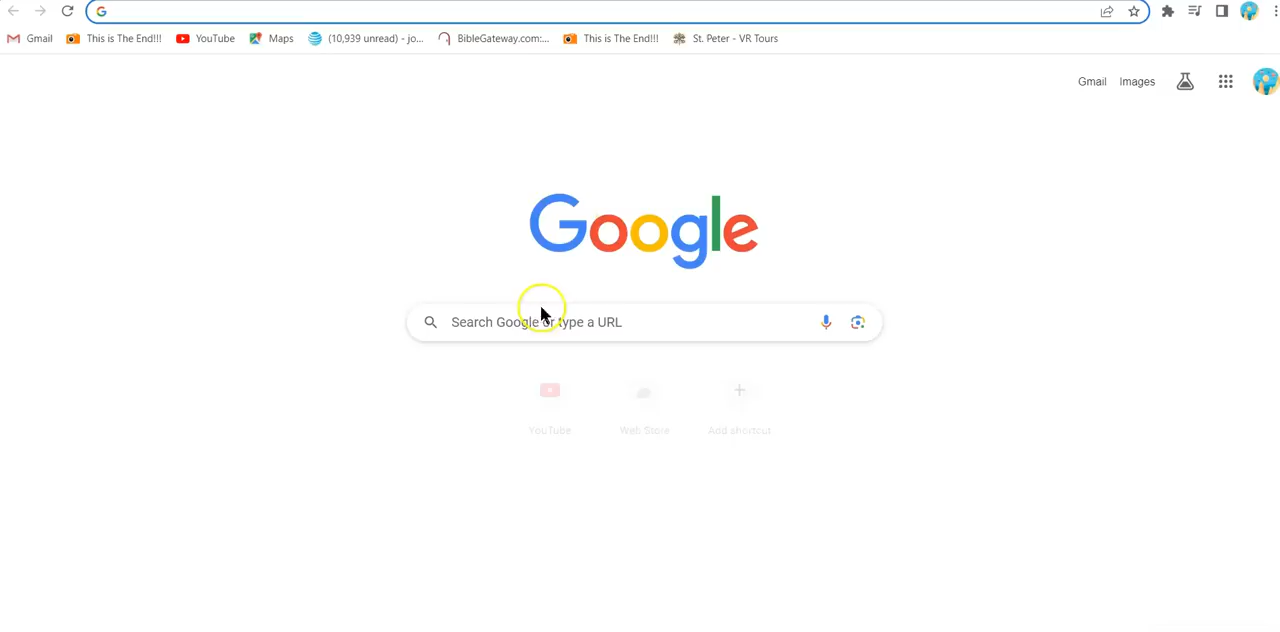 Gmail This is The End!!! YouTube Maps (10,939 unread) - jo... BibleGateway.com:... This is The End!!! St. Peter - VR Tours
Gmail Images
Google
Search Google or type a URL
YouTube Web Store Add shortcut